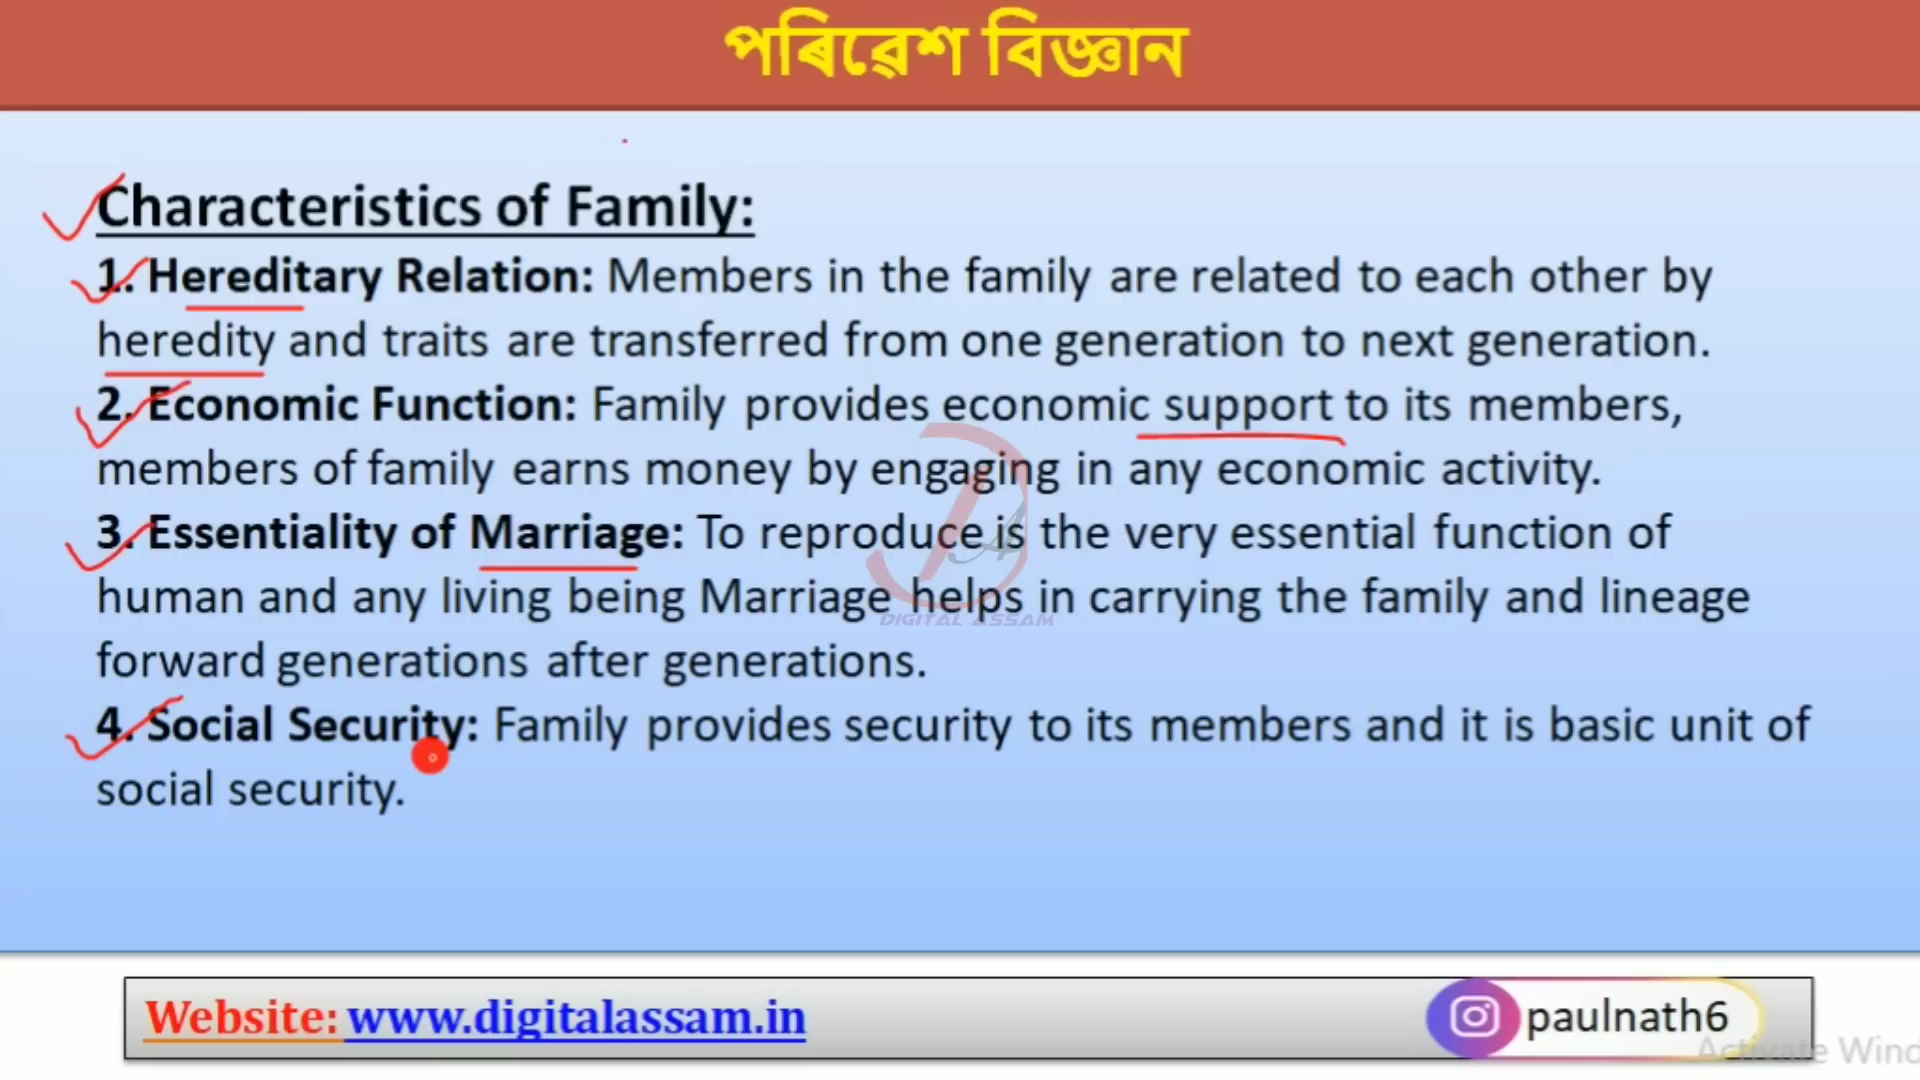 পৰিৱেশ বিজ্ঞান
Characteristics of Family:
1. Hereditary Relation: Members in the family are related to each other by
heredity and traits are transferred from one generation to next generation.
2. Economic Function: Family provides economic support to its members,
members of family earns money by engaging in any economic activity.
3. Essentiality of Marriage: To reproduce is the very essential function of
human and any living being Marriage helps in carrying the family and lineage
forward generations after generations.
4. Social Security: Family provides security to its members and it is basic unit of
social security.
DIGITAL ASSAM
Website: www.digitalassam.in
paulnath6
Activate Wind